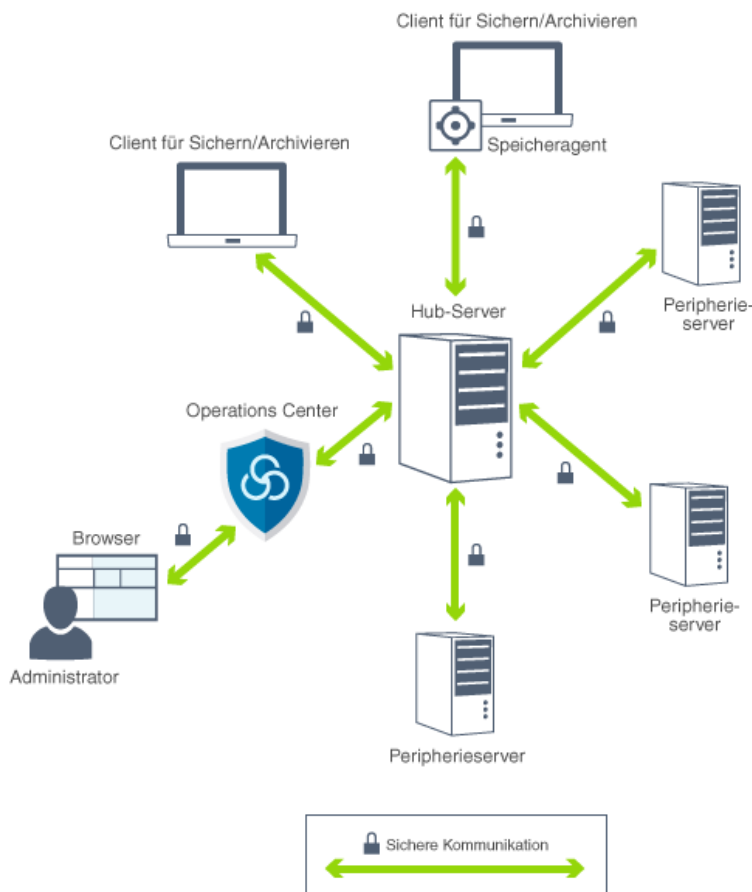 Client für Sichern/Archivieren
Speicheragent
Client für Sichern/Archivieren
Peripherie-
server
Hub-Server
Operations Center
Browser
Peripherie-
server
Administrator
Peripherieserver
Sichere Kommunikation